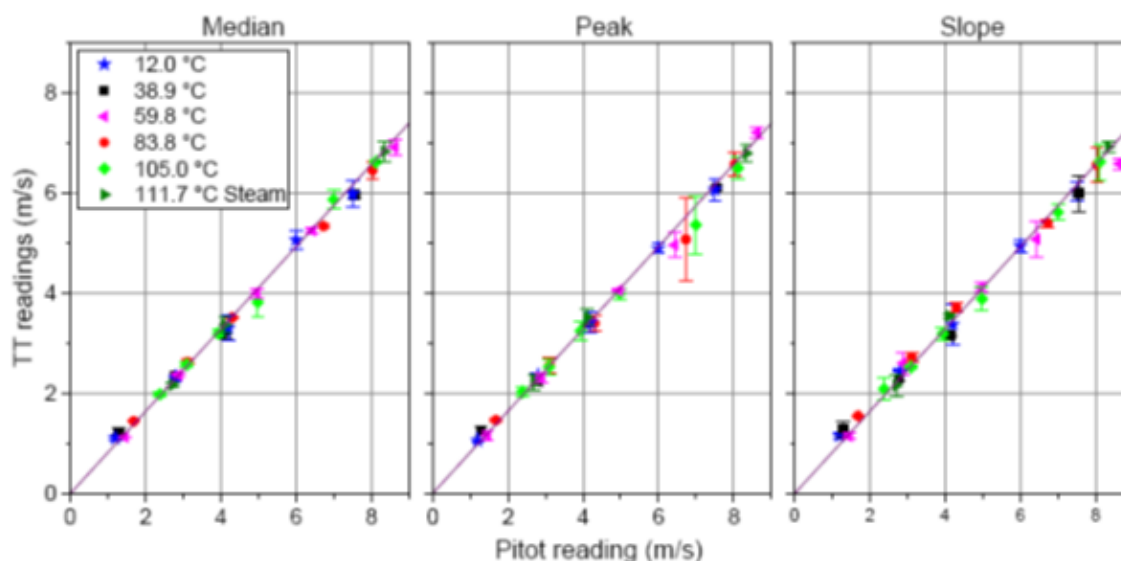 Median Peak Slope
12.0 °C
38.9 °C
59.8 °C
83.8 °C
105.0 °C
111.7 °C Steam
TT readings (m/s)
8
6
4
2
0
0 2 4 6 8 0 2 4 6 8 0 2 4 6 8
Pitot reading (m/s)